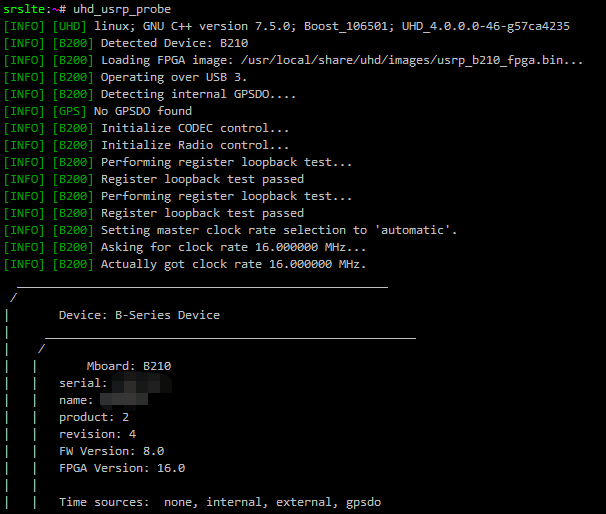 srslte:~# uhd_usrp_probe
[INFO] [UHD] linux; GNU C++ version 7.5.0; Boost_106501; UHD_4.0.0.0-46-g57ca4235
[INFO] [B200] Detected Device: B210
[INFO] [B200] Loading FPGA image: /usr/local/share/uhd/images/usrp_b210_fpga.bin...
[INFO] [B200] Operating over USB 3.
[INFO] [B200] Detecting internal GPSDO....
[INFO] [GPS] No GPSDO found
[INFO] [B200] Initialize CODEC control...
[INFO] [B200] Initialize Radio control...
[INFO] [B200] Performing register loopback test...
[INFO] [B200] Register loopback test passed
[INFO] [B200] Performing register loopback test...
[INFO] [B200] Register loopback test passed
[INFO] [B200] Setting master clock rate selection to 'automatic'.
[INFO] [B200] Asking for clock rate 16.000000 MHz...
[INFO] [B200] Actually got clock rate 16.000000 MHz.
  _____________________________________________________
 /
|       Device: B-Series Device
|     _____________________________________________________
|    /
|   |       Mboard: B210
|   |   serial:
|   |   name:
|   |   product: 2
|   |   revision: 4
|   |   FW Version: 8.0
|   |   FPGA Version: 16.0
|   |
|   |   Time sources:  none, internal, external, gpsdo